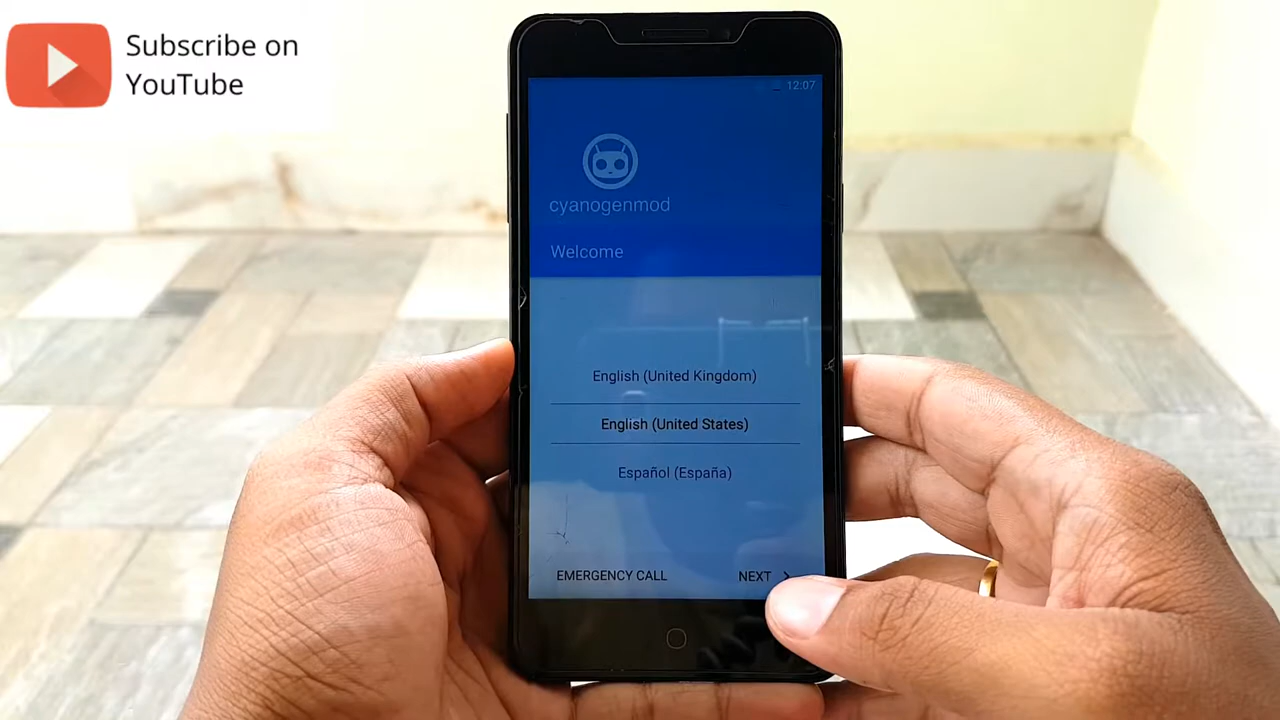 Subscribe on
YouTube
12:07
cyanogenmod
Welcome
English (United Kingdom)
English (United States)
Español (España)
EMERGENCY CALL
NEXT